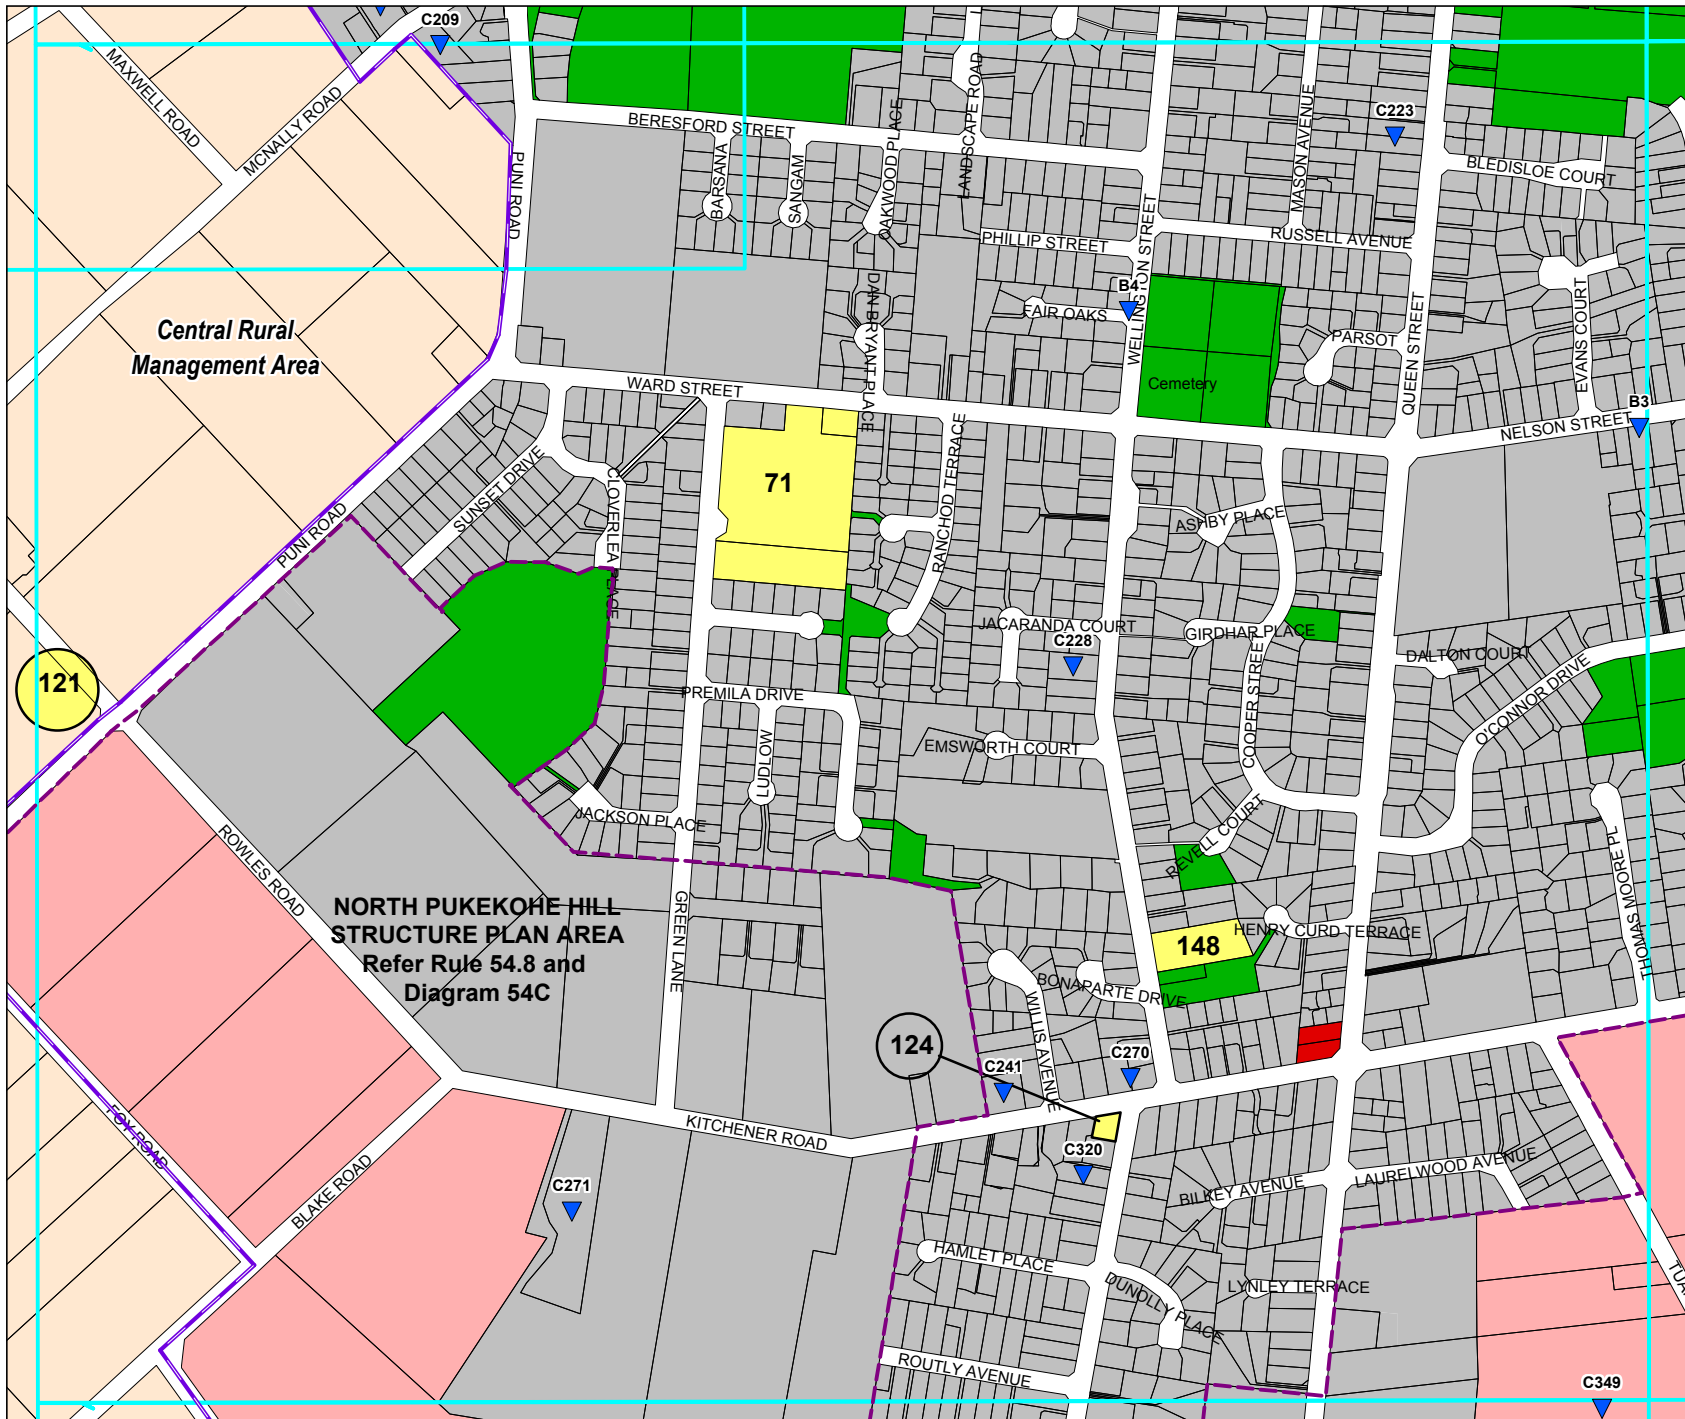 C209
MAXWELL ROAD
MCNALLY ROAD
PUNI ROAD
BERESFORD STREET
BARSANA
SANGAM
OAKWOOD PLACE
LANDSCAPE ROAD
MASON AVENUE
C223
BLEDISLOE COURT
PHILLIP STREET
WELLINGTON STREET
RUSSELL AVENUE
Central Rural
Management Area
DAN BRYANT PLACE
FAIR OAKS
B4
PARSOT
QUEEN STREET
EVANS COURT
WARD STREET
Cemetery
B3
NELSON STREET
SUNSET DRIVE
CLOVERLEA PLACE
71
RANCHOD TERRACE
ASHBY PLACE
PUNI ROAD
JACARANDA COURT
C228
GIRDHAR PLACE
COOPER STREET
DALTON COURT
O'CONNOR DRIVE
121
PREMILA DRIVE
LUDLOW
EMSWORTH COURT
JACKSON PLACE
REVELL COURT
THOMAS MOORE PL
ROWLES ROAD
NORTH PUKEKOHE HILL
STRUCTURE PLAN AREA
Refer Rule 54.8 and
Diagram 54C
GREEN LANE
148
HENRY CURD TERRACE
BONAPARTE DRIVE
WILLIS AVENUE
124
C241
C270
FOY ROAD
BLAKE ROAD
KITCHENER ROAD
C320
C271
BILKEY AVENUE
LAURELWOOD AVENUE
HAMLET PLACE
DUNOLLY PLACE
LYNLEY TERRACE
ROUTLY AVENUE
C349